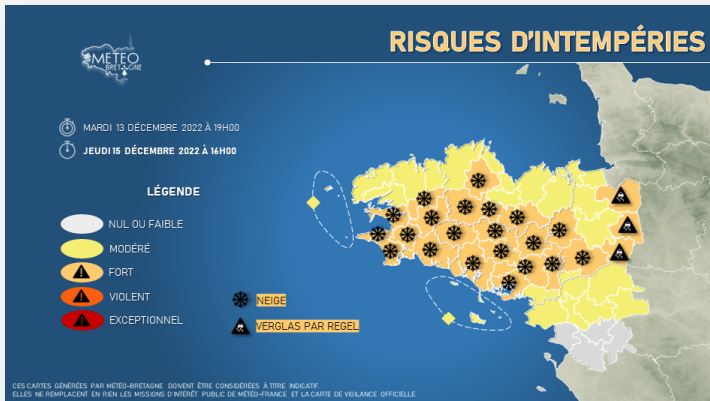 RISQUES D'INTEMPÉRIES
METEO
BRETAGNE
MARDI 13 DÉCEMBRE 2022 À 19H00
JEUDI 15 DÉCEMBRE 2022 À 16H00
LÉGENDE
NUL OU FAIBLE
MODÉRÉ
FORT
VIOLENT
EXCEPTIONNEL
NEIGE
VERGLAS PAR REGEL
CES CARTES GÉNÉRÉES PAR MÉTÉO-BRETAGNE DOIVENT ÊTRE CONSIDÉRÉES À TITRE INDICATIF.
ELLES NE REMPLACENT EN RIEN LES MISSIONS D'INTÉRÊT PUBLIC DE MÉTÉO-FRANCE ET LA CARTE DE VIGILANCE OFFICIELLE.